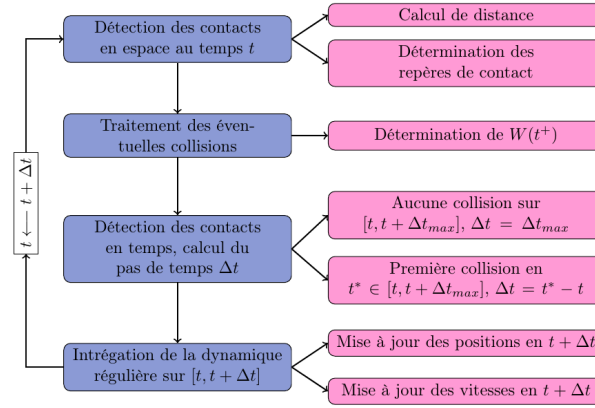 Détection des contacts
en espace au temps t
Calcul de distance
Détermination des
repères de contact
Traitement des éven-
tuelles collisions
Détermination de W(t⁺)
t ⟵ t + Δt
Détection des contacts
en temps, calcul du
pas de temps Δt
Aucune collision sur
[t, t + Δt_max], Δt = Δt_max
Première collision en
t* ∈ [t, t + Δt_max], Δt = t* − t
Intrégation de la dynamique
régulière sur [t, t + Δt]
Mise à jour des positions en t + Δt
Mise à jour des vitesses en t + Δt